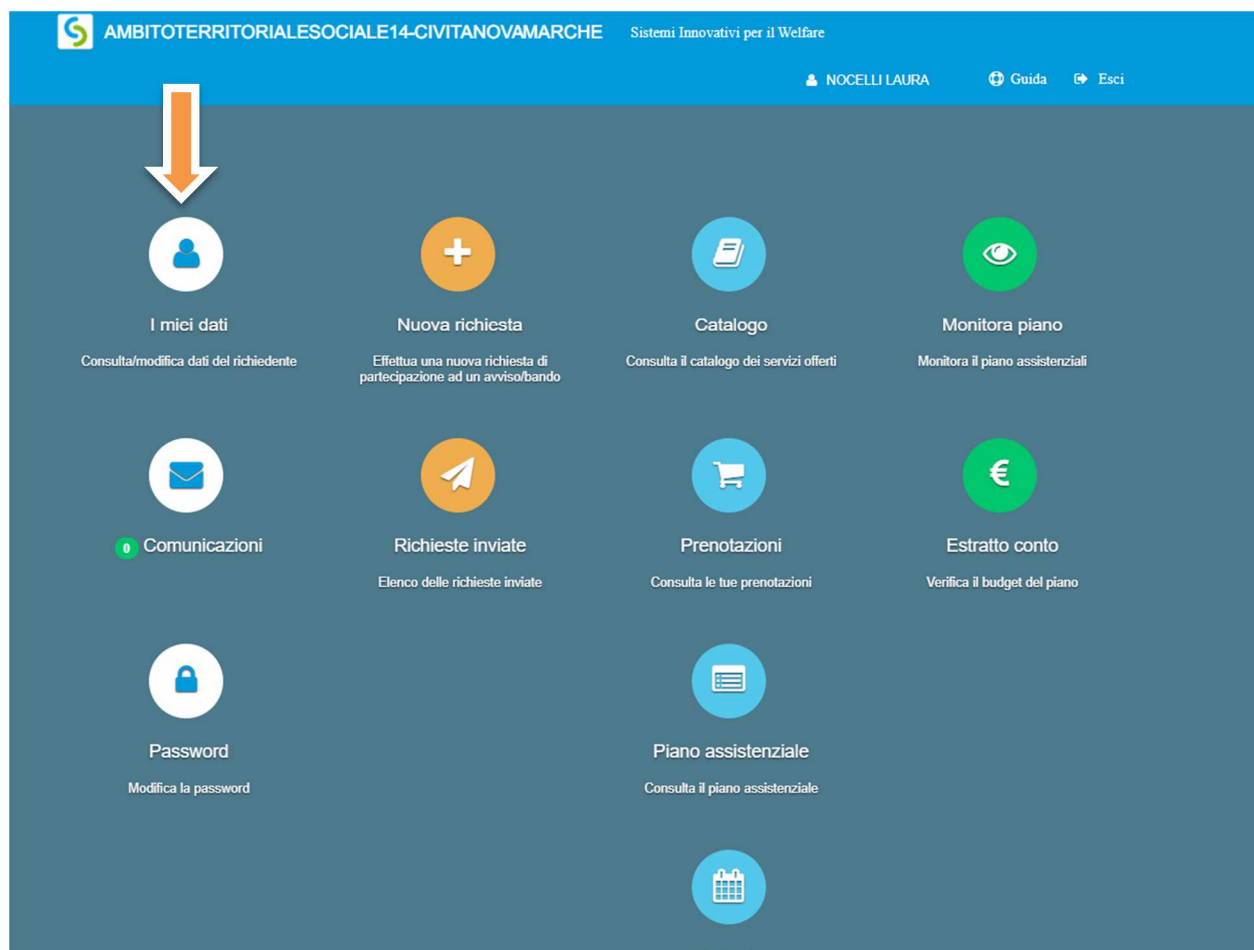 AMBITOTERRITORIALESOCIALE14-CIVITANOVAMARCHE Sistemi Innovativi per il Welfare
NOCELLI LAURA Guida Esci
I miei dati
Consulta/modifica dati del richiedente
Nuova richiesta
Effettua una nuova richiesta di
partecipazione ad un avviso/bando
Catalogo
Consulta il catalogo dei servizi offerti
Monitora piano
Monitora il piano assistenziali
0 Comunicazioni
Richieste inviate
Elenco delle richieste inviate
Prenotazioni
Consulta le tue prenotazioni
Estratto conto
Verifica il budget del piano
Password
Modifica la password
Piano assistenziale
Consulta il piano assistenziale